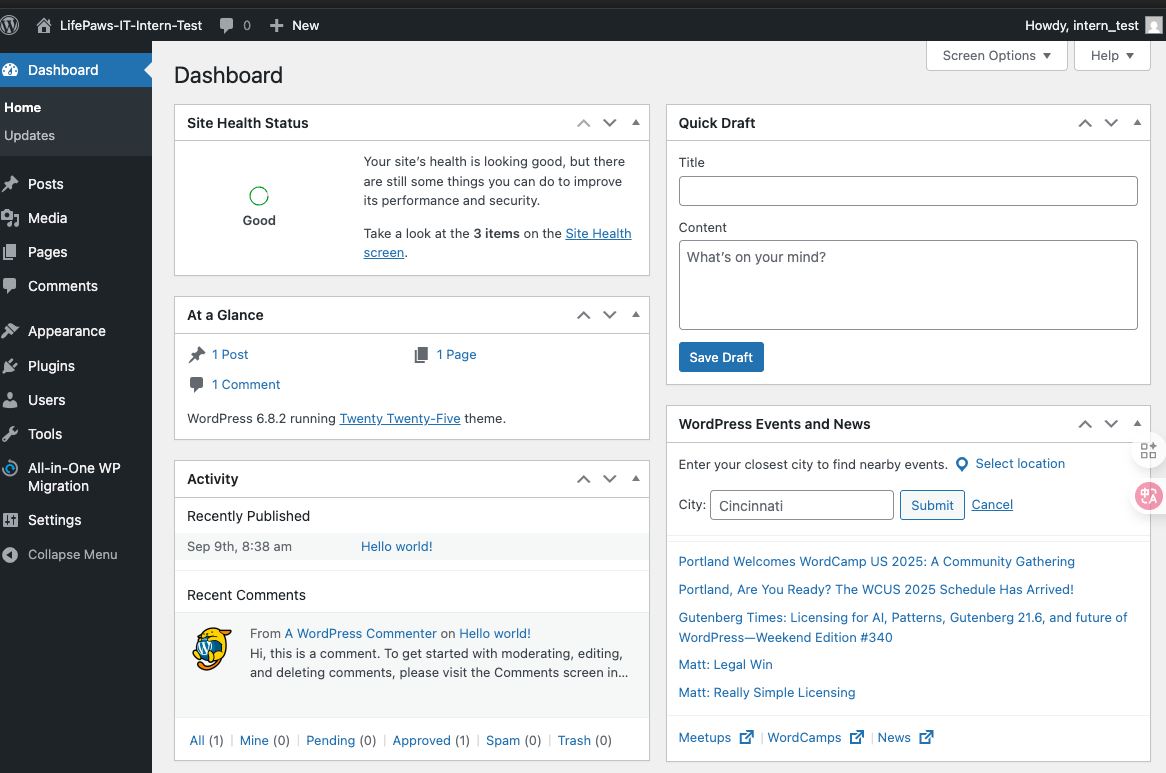 LifePaws-IT-Intern-Test
0
New
Howdy, intern_test
Dashboard
Home
Updates
Posts
Media
Pages
Comments
Appearance
Plugins
Users
Tools
All-in-One WP
Migration
Settings
Collapse Menu
Screen Options
Help
Dashboard
Site Health Status
Good
Your site’s health is looking good, but there
are still some things you can do to improve
its performance and security.
Take a look at the 3 items on the Site Health
screen.
At a Glance
1 Post
1 Page
1 Comment
WordPress 6.8.2 running Twenty Twenty-Five theme.
Activity
Recently Published
Sep 9th, 8:38 am
Hello world!
Recent Comments
From A WordPress Commenter on Hello world!
Hi, this is a comment. To get started with moderating, editing,
and deleting comments, please visit the Comments screen in…
All (1) | Mine (0) | Pending (0) | Approved (1) | Spam (0) | Trash (0)
Quick Draft
Title
Content
What’s on your mind?
Save Draft
WordPress Events and News
Enter your closest city to find nearby events.
Select location
City:
Cincinnati
Submit
Cancel
Portland Welcomes WordCamp US 2025: A Community Gathering
Portland, Are You Ready? The WCUS 2025 Schedule Has Arrived!
Gutenberg Times: Licensing for AI, Patterns, Gutenberg 21.6, and future of
WordPress—Weekend Edition #340
Matt: Legal Win
Matt: Really Simple Licensing
Meetups | WordCamps | News